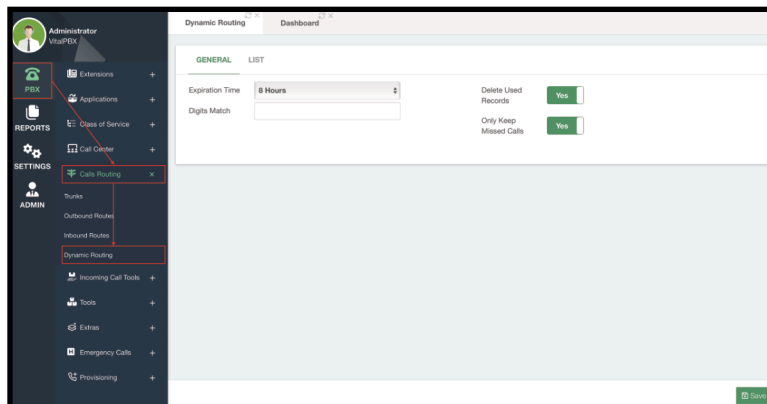 Administrator
VitalPBX
Dynamic Routing
Dashboard
PBX
REPORTS
SETTINGS
ADMIN
Extensions +
Applications +
Class of Service +
Call Center +
Calls Routing ×
Trunks
Outbound Routes
Inbound Routes
Dynamic Routing
Incoming Call Tools +
Tools +
Extras +
Emergency Calls +
Provisioning +
GENERAL LIST
Expiration Time 8 Hours
Digits Match
Delete Used
Records Yes
Only Keep
Missed Calls Yes
Save